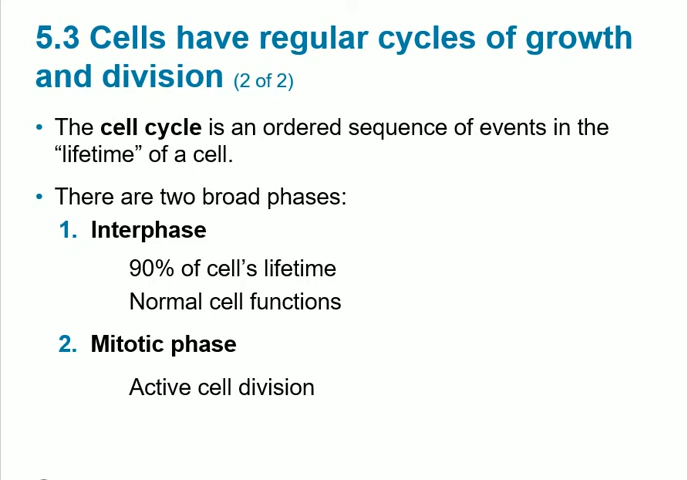 5.3 Cells have regular cycles of growth
and division (2 of 2)
• The cell cycle is an ordered sequence of events in the
“lifetime” of a cell.
• There are two broad phases:
1. Interphase
90% of cell’s lifetime
Normal cell functions
2. Mitotic phase
Active cell division